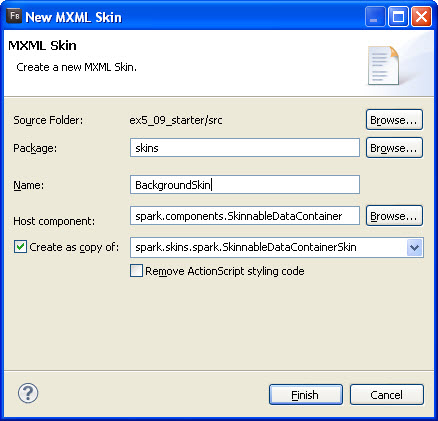 Fb New MXML Skin
MXML Skin
Create a new MXML Skin.
Source Folder: ex5_09_starter/src Browse...
Package: skins Browse...
Name: BackgroundSkin
Host component: spark.components.SkinnableDataContainer Browse...
Create as copy of: spark.skins.spark.SkinnableDataContainerSkin
Remove ActionScript styling code
? Finish Cancel